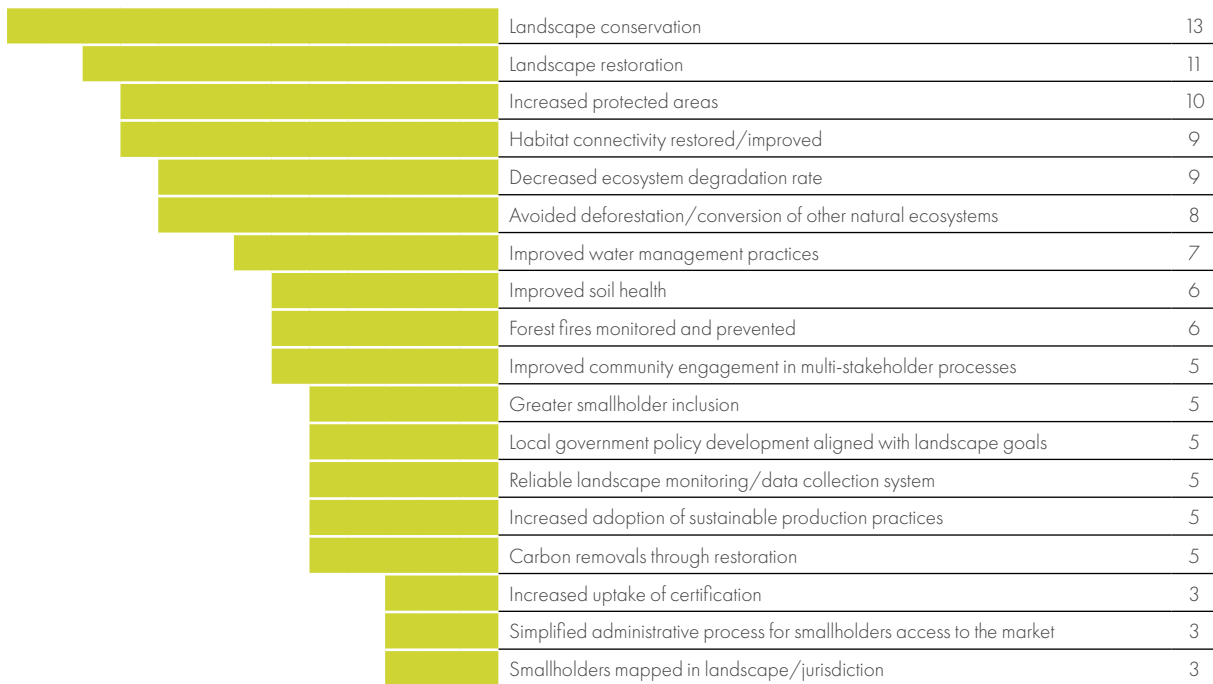 Landscape conservation 13
Landscape restoration 11
Increased protected areas 10
Habitat connectivity restored/improved 9
Decreased ecosystem degradation rate 9
Avoided deforestation/conversion of other natural ecosystems 8
Improved water management practices 7
Improved soil health 6
Forest fires monitored and prevented 6
Improved community engagement in multi-stakeholder processes 5
Greater smallholder inclusion 5
Local government policy development aligned with landscape goals 5
Reliable landscape monitoring/data collection system 5
Increased adoption of sustainable production practices 5
Carbon removals through restoration 5
Increased uptake of certification 3
Simplified administrative process for smallholders access to the market 3
Smallholders mapped in landscape/jurisdiction 3